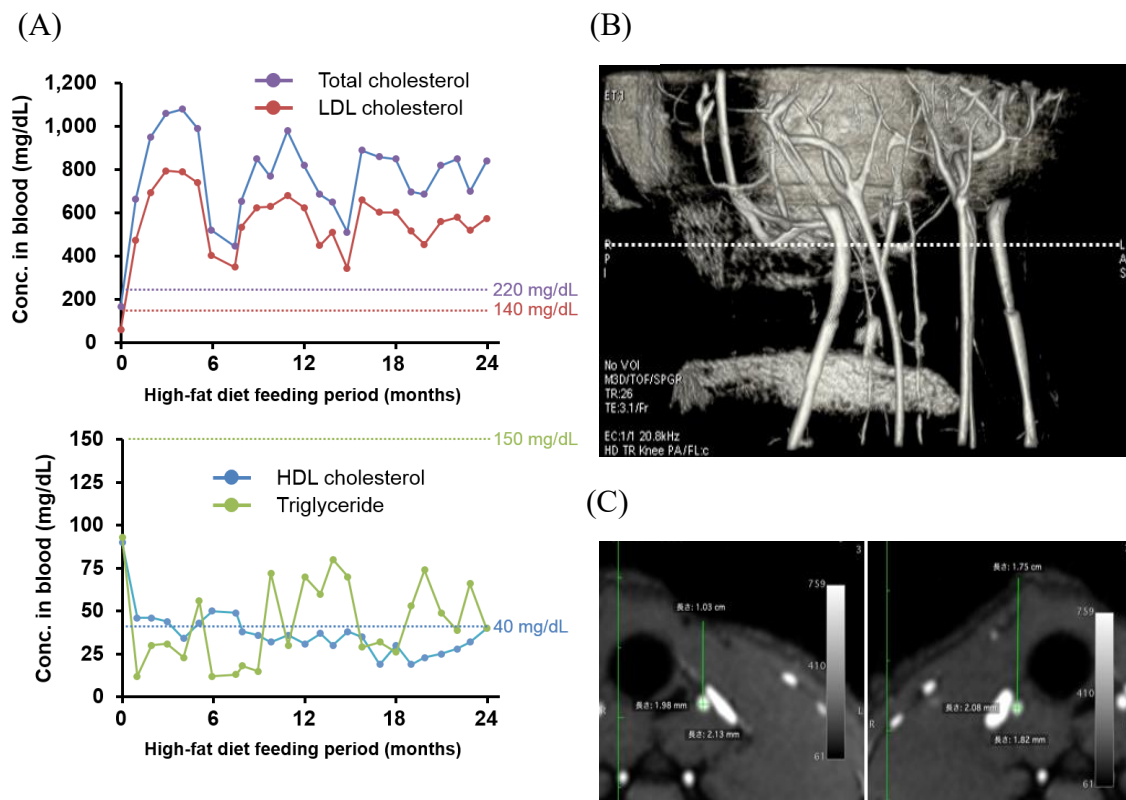 (A)
1,200
1,000
800
600
400
200
0
Conc. in blood (mg/dL)
Total cholesterol
LDL cholesterol
220 mg/dL
140 mg/dL
0 6 12 18 24
High-fat diet feeding period (months)
150
125
100
75
50
25
0
Conc. in blood (mg/dL)
150 mg/dL
HDL cholesterol
Triglyceride
40 mg/dL
0 6 12 18 24
High-fat diet feeding period (months)
(B)
ET:1
R
P
I
L
A
S
No VOI
M3D/TOF/SPGR
TR:26
TE:3.1/Fr
EC:1/1 20.8kHz
HD TR Knee PA/FL:c
(C)
3
759
長さ: 1.03 cm
410
長さ: 1.98 mm
R
L
長さ: 2.13 mm
61
3
長さ: 1.75 cm
759
410
長さ: 2.08 mm
R
長さ: 1.82 mm
61